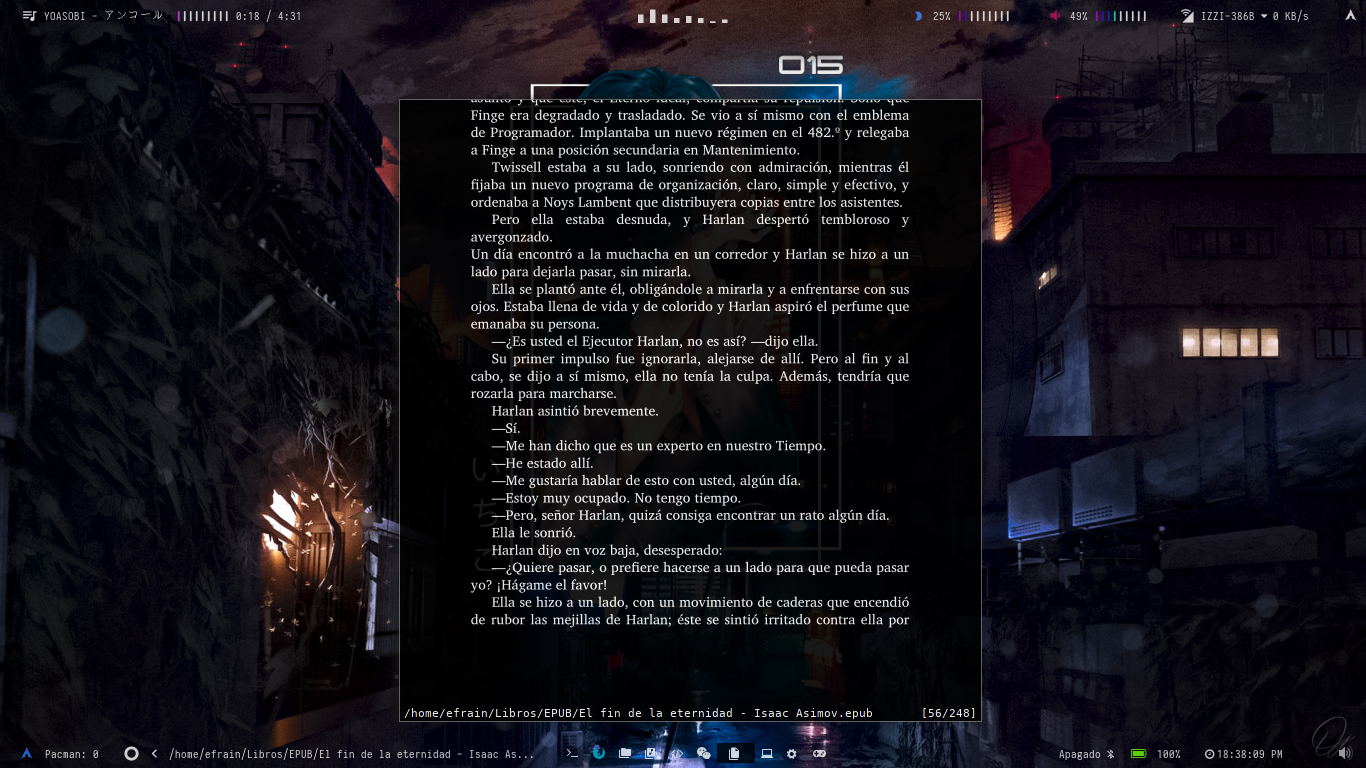 YOASOBI - アンコール 0:18 / 4:31 25% 49% IZZI-386B 0 KB/s
015
asunto y que éste, el Eterno ideal, compartía su repulsión. Soñó que
Finge era degradado y trasladado. Se vio a sí mismo con el emblema
de Programador. Implantaba un nuevo régimen en el 482.º y relegaba
a Finge a una posición secundaria en Mantenimiento.
Twissell estaba a su lado, sonriendo con admiración, mientras él
fijaba un nuevo programa de organización, claro, simple y efectivo, y
ordenaba a Noys Lambent que distribuyera copias entre los asistentes.
Pero ella estaba desnuda, y Harlan despertó tembloroso y
avergonzado.
Un día encontró a la muchacha en un corredor y Harlan se hizo a un
lado para dejarla pasar, sin mirarla.
Ella se plantó ante él, obligándole a mirarla y a enfrentarse con sus
ojos. Estaba llena de vida y de colorido y Harlan aspiró el perfume que
emanaba su persona.
—¿Es usted el Ejecutor Harlan, no es así? —dijo ella.
Su primer impulso fue ignorarla, alejarse de allí. Pero al fin y al
cabo, se dijo a sí mismo, ella no tenía la culpa. Además, tendría que
rozarla para marcharse.
Harlan asintió brevemente.
—Sí.
—Me han dicho que es un experto en nuestro Tiempo.
—He estado allí.
—Me gustaría hablar de esto con usted, algún día.
—Estoy muy ocupado. No tengo tiempo.
—Pero, señor Harlan, quizá consiga encontrar un rato algún día.
Ella le sonrió.
Harlan dijo en voz baja, desesperado:
—¿Quiere pasar, o prefiere hacerse a un lado para que pueda pasar
yo? ¡Hágame el favor!
Ella se hizo a un lado, con un movimiento de caderas que encendió
de rubor las mejillas de Harlan; éste se sintió irritado contra ella por
いちご
/home/efrain/Libros/EPUB/El fin de la eternidad - Isaac Asimov.epub [56/248]
Pacman: 0 /home/efrain/Libros/EPUB/El fin de la eternidad - Isaac As... Apagado 100% 18:38:09 PM